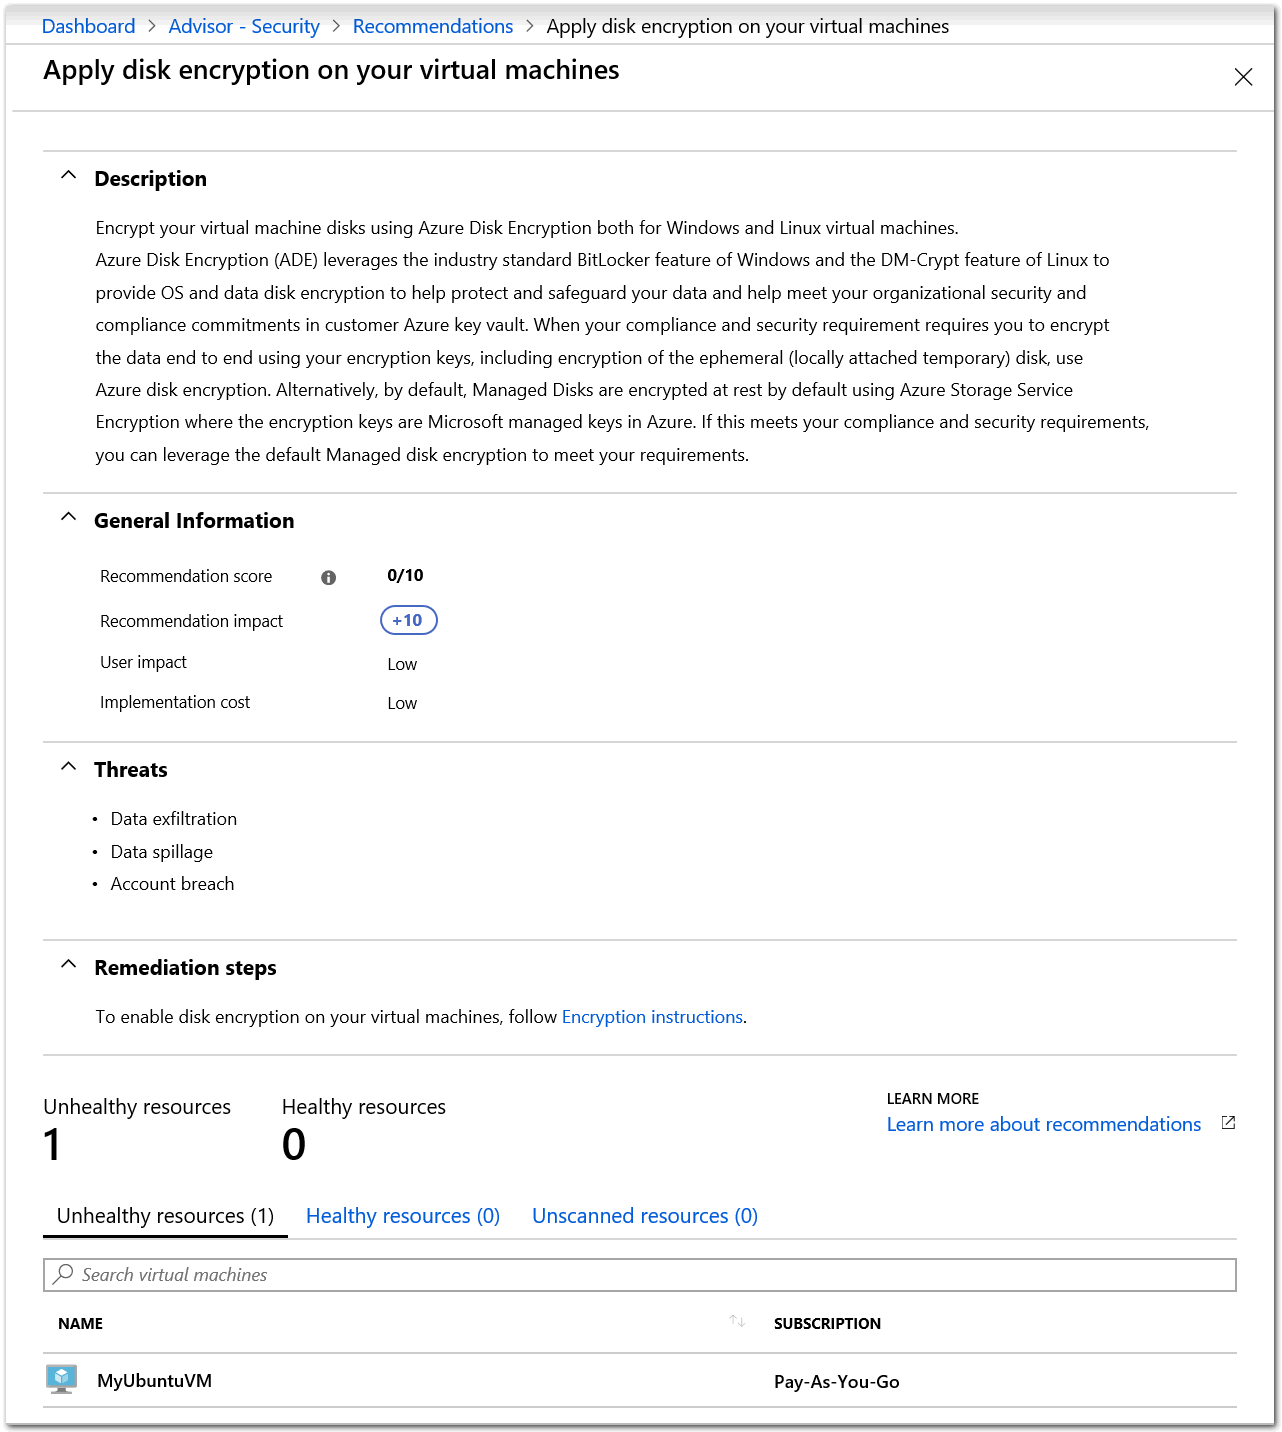 Dashboard > Advisor - Security > Recommendations > Apply disk encryption on your virtual machines
Apply disk encryption on your virtual machines
Description
Encrypt your virtual machine disks using Azure Disk Encryption both for Windows and Linux virtual machines.
Azure Disk Encryption (ADE) leverages the industry standard BitLocker feature of Windows and the DM-Crypt feature of Linux to
provide OS and data disk encryption to help protect and safeguard your data and help meet your organizational security and
compliance commitments in customer Azure key vault. When your compliance and security requirement requires you to encrypt
the data end to end using your encryption keys, including encryption of the ephemeral (locally attached temporary) disk, use
Azure disk encryption. Alternatively, by default, Managed Disks are encrypted at rest by default using Azure Storage Service
Encryption where the encryption keys are Microsoft managed keys in Azure. If this meets your compliance and security requirements,
you can leverage the default Managed disk encryption to meet your requirements.
General Information
Recommendation score 0/10
Recommendation impact +10
User impact Low
Implementation cost Low
Threats
• Data exfiltration
• Data spillage
• Account breach
Remediation steps
To enable disk encryption on your virtual machines, follow Encryption instructions.
Unhealthy resources Healthy resources
1 0
LEARN MORE
Learn more about recommendations
Unhealthy resources (1) Healthy resources (0) Unscanned resources (0)
Search virtual machines
NAME SUBSCRIPTION
MyUbuntuVM Pay-As-You-Go